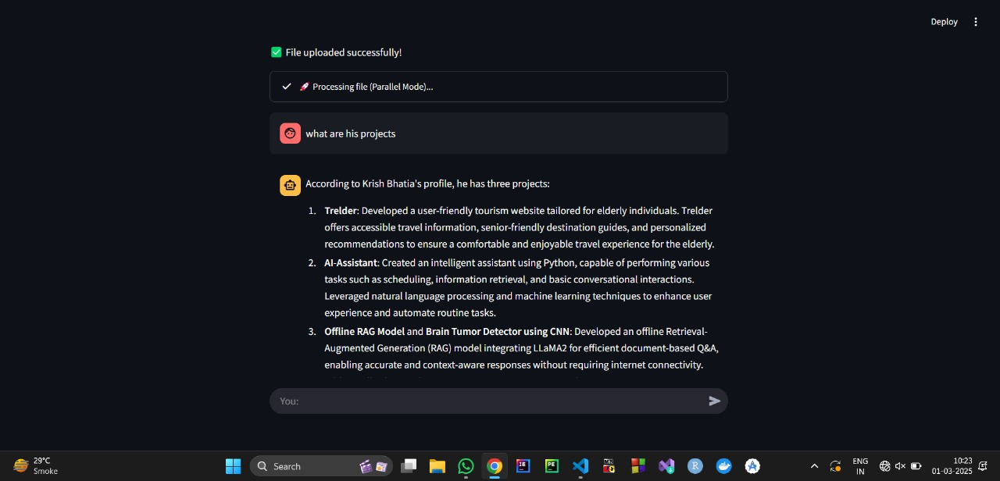 Deploy
File uploaded successfully!
Processing file (Parallel Mode)...
what are his projects
According to Krish Bhatia's profile, he has three projects:
1. Trelder: Developed a user-friendly tourism website tailored for elderly individuals. Trelder
offers accessible travel information, senior-friendly destination guides, and personalized
recommendations to ensure a comfortable and enjoyable travel experience for the elderly.
2. AI-Assistant: Created an intelligent assistant using Python, capable of performing various
tasks such as scheduling, information retrieval, and basic conversational interactions.
Leveraged natural language processing and machine learning techniques to enhance user
experience and automate routine tasks.
3. Offline RAG Model and Brain Tumor Detector using CNN: Developed an offline Retrieval-
Augmented Generation (RAG) model integrating LLaMA2 for efficient document-based Q&A,
enabling accurate and context-aware responses without requiring internet connectivity.
You:
29°C
Smoke
Search
IE
PE
R
ENG
IN
10:23
01-03-2025